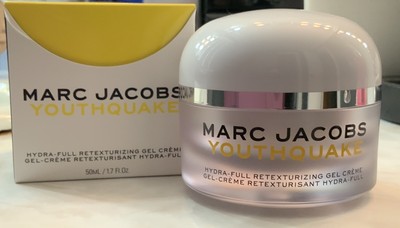 MARC JACOBS
YOUTHQUAKE
HYDRA-FULL RETEXTURIZING GEL CRÈME
GEL-CRÈME RETEXTURISANT HYDRA-FULL
50ML / 1.7 FL OZ.
MARC JACOBS
YOUTHQUAKE
HYDRA-FULL RETEXTURIZING GEL CRÈME
GEL-CRÈME RETEXTURISANT HYDRA-FULL